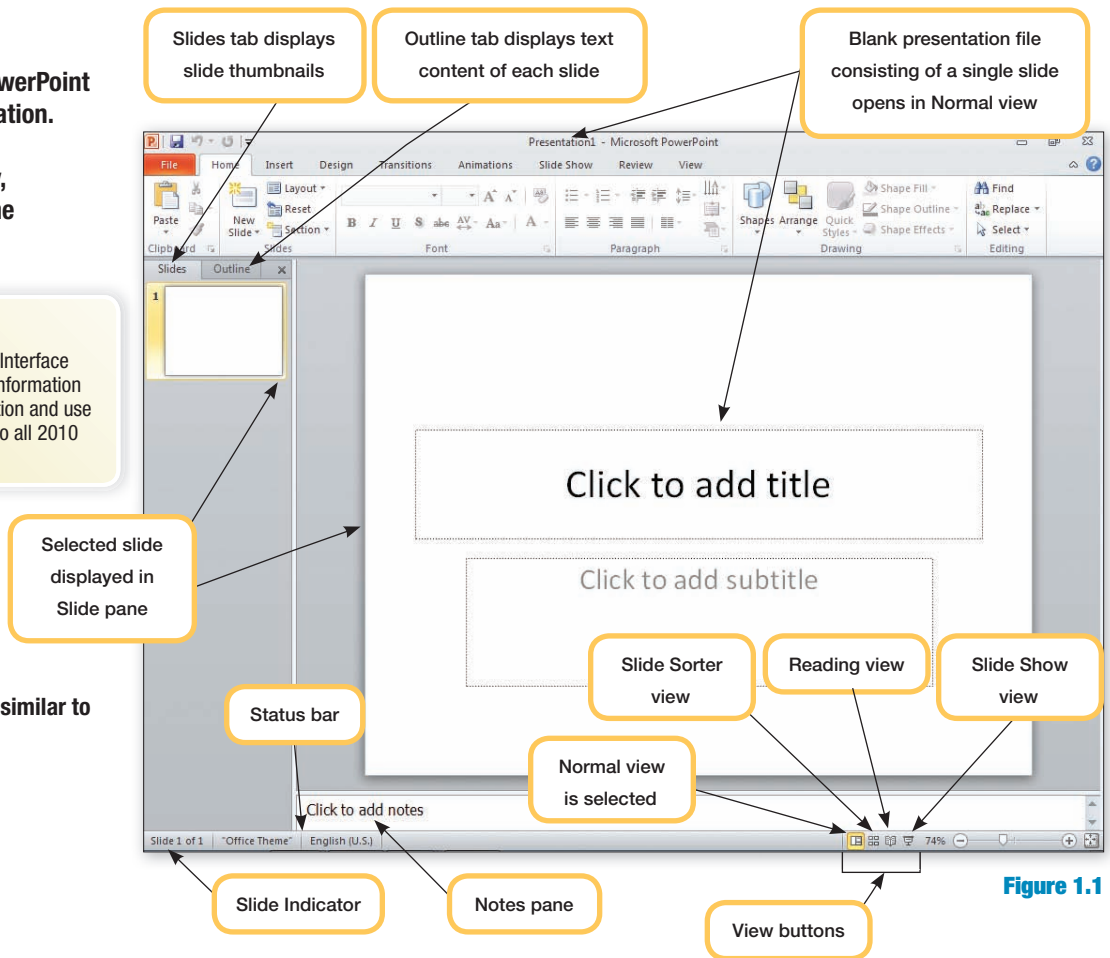 Slides tab displays
slide thumbnails
Outline tab displays text
content of each slide
Blank presentation file
consisting of a single slide
opens in Normal view
owerPoint
ation.
Presentation1 - Microsoft PowerPoint
File Home Insert Design Transitions Animations Slide Show Review View
Paste
New
Slide
Layout
Reset
Section
B I U S abc AV Aa A
Shapes Arrange Quick
Styles
Shape Fill
Shape Outline
Shape Effects
Find
Replace
Select
Clipboard Slides Font Paragraph Drawing Editing
Slides Outline
1
Interface
nformation
tion and use
o all 2010
Click to add title
Click to add subtitle
Selected slide
displayed in
Slide pane
Slide Sorter
view
Reading view
Slide Show
view
similar to
Status bar
Normal view
is selected
Click to add notes
Slide 1 of 1 "Office Theme" English (U.S.) 74%
Figure 1.1
Slide Indicator
Notes pane
View buttons